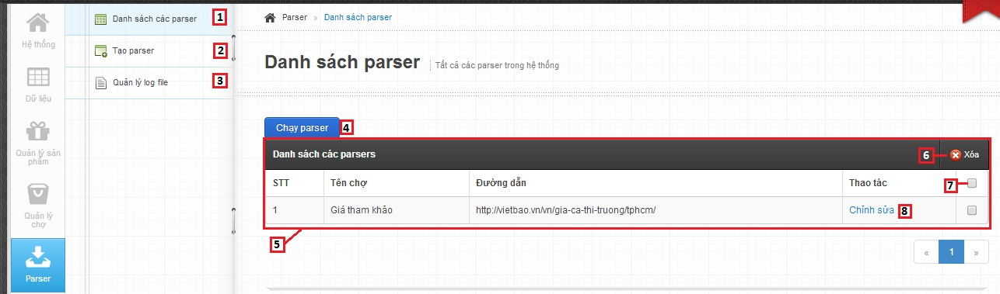 Hệ thống
Dữ liệu
Quản lý sản
phẩm
Quản lý
chợ
Parser
Danh sách các parser 1
Tạo parser 2
Quản lý log file 3
Parser » Danh sách parser
Danh sách parser Tất cả các parser trong hệ thống
Chạy parser 4
Danh sách các parsers 6 Xóa
STT Tên chợ Đường dẫn Thao tác 7
1 Giá tham khảo http://vietbao.vn/vn/gia-ca-thi-truong/tphcm/ Chỉnh sửa 8
5
« 1 »